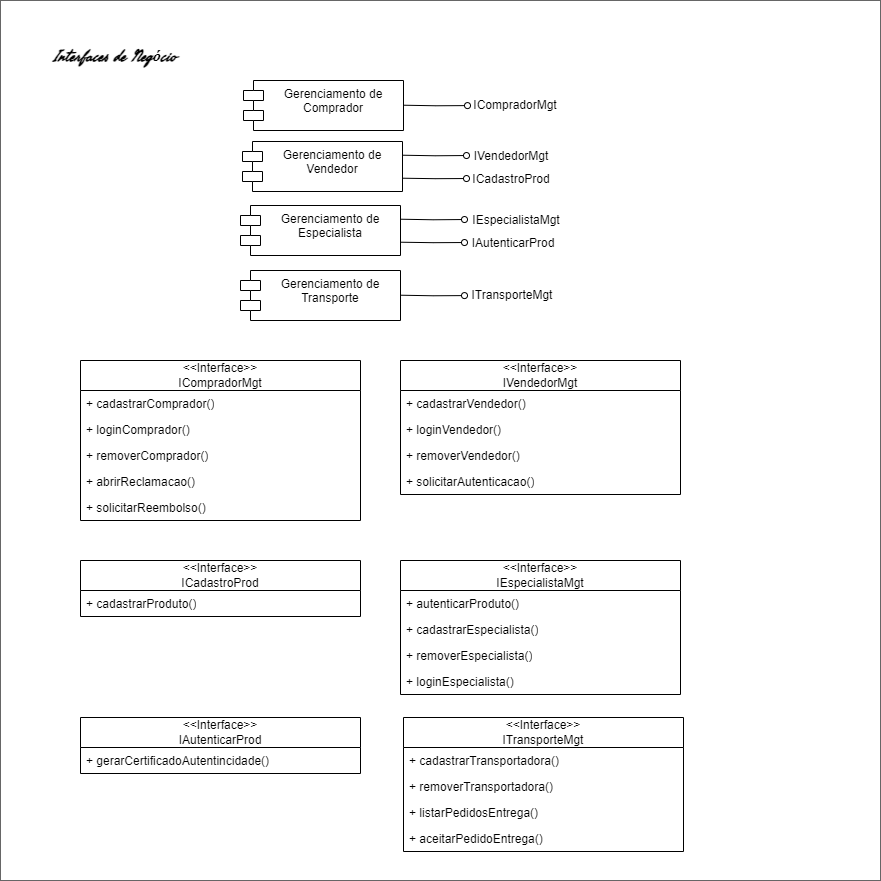 Interfaces de Negócio
Gerenciamento de
Comprador
ICompradorMgt
Gerenciamento de
Vendedor
IVendedorMgt
ICadastroProd
Gerenciamento de
Especialista
IEspecialistaMgt
IAutenticarProd
Gerenciamento de
Transporte
ITransporteMgt
<<Interface>>
ICompradorMgt
+ cadastrarComprador()
+ loginComprador()
+ removerComprador()
+ abrirReclamacao()
+ solicitarReembolso()
<<Interface>>
IVendedorMgt
+ cadastrarVendedor()
+ loginVendedor()
+ removerVendedor()
+ solicitarAutenticacao()
<<Interface>>
ICadastroProd
+ cadastrarProduto()
<<Interface>>
IEspecialistaMgt
+ autenticarProduto()
+ cadastrarEspecialista()
+ removerEspecialista()
+ loginEspecialista()
<<Interface>>
IAutenticarProd
+ gerarCertificadoAutentincidade()
<<Interface>>
ITransporteMgt
+ cadastrarTransportadora()
+ removerTransportadora()
+ listarPedidosEntrega()
+ aceitarPedidoEntrega()